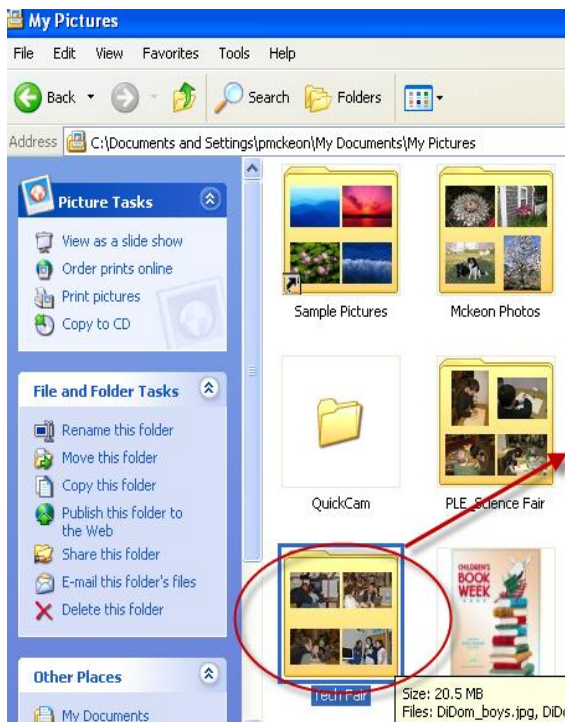 My Pictures
File Edit View Favorites Tools Help
Back Search Folders
Address C:\Documents and Settings\pmckeon\My Documents\My Pictures
Picture Tasks
View as a slide show
Order prints online
Print pictures
Copy to CD
File and Folder Tasks
Rename this folder
Move this folder
Copy this folder
Publish this folder to
the Web
Share this folder
E-mail this folder's files
Delete this folder
Other Places
My Documents
Sample Pictures
Mckeon Photos
QuickCam
PLE_Science Fair
Tech Fair
CHILDREN'S
BOOK
WEEK
Size: 20.5 MB
Files: DiDom_boys.jpg, DiDo